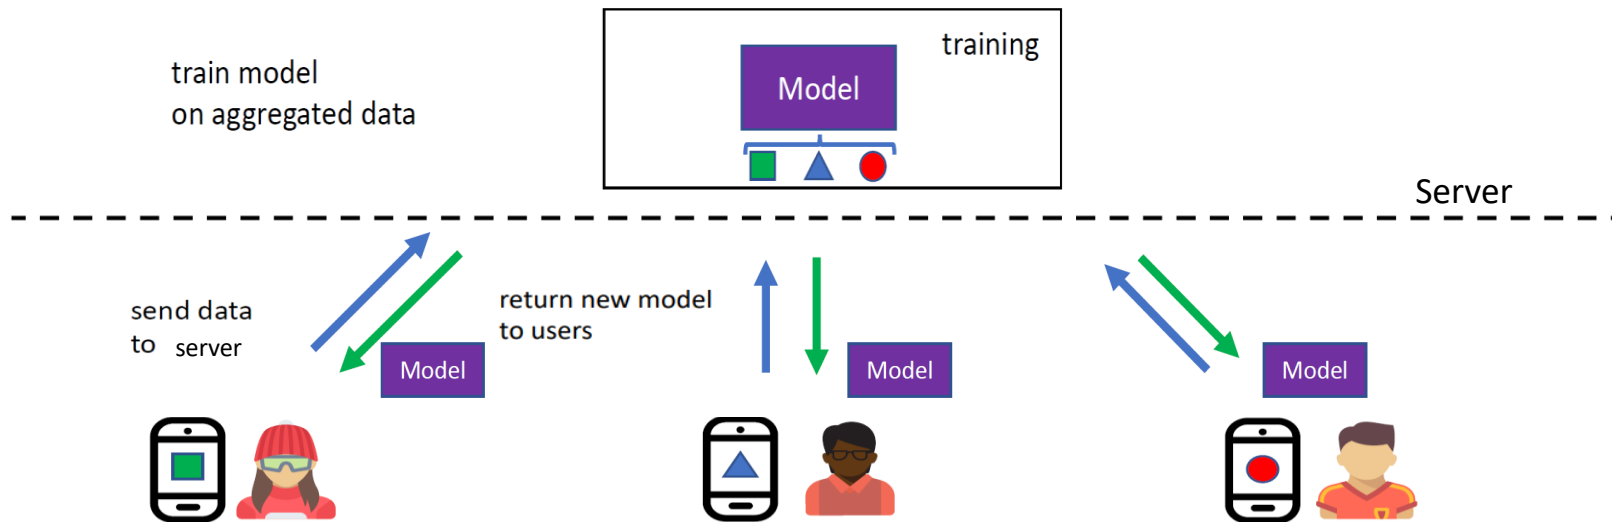 train model
on aggregated data
training
Model
Server
send data
to server
return new model
to users
Model
Model
Model